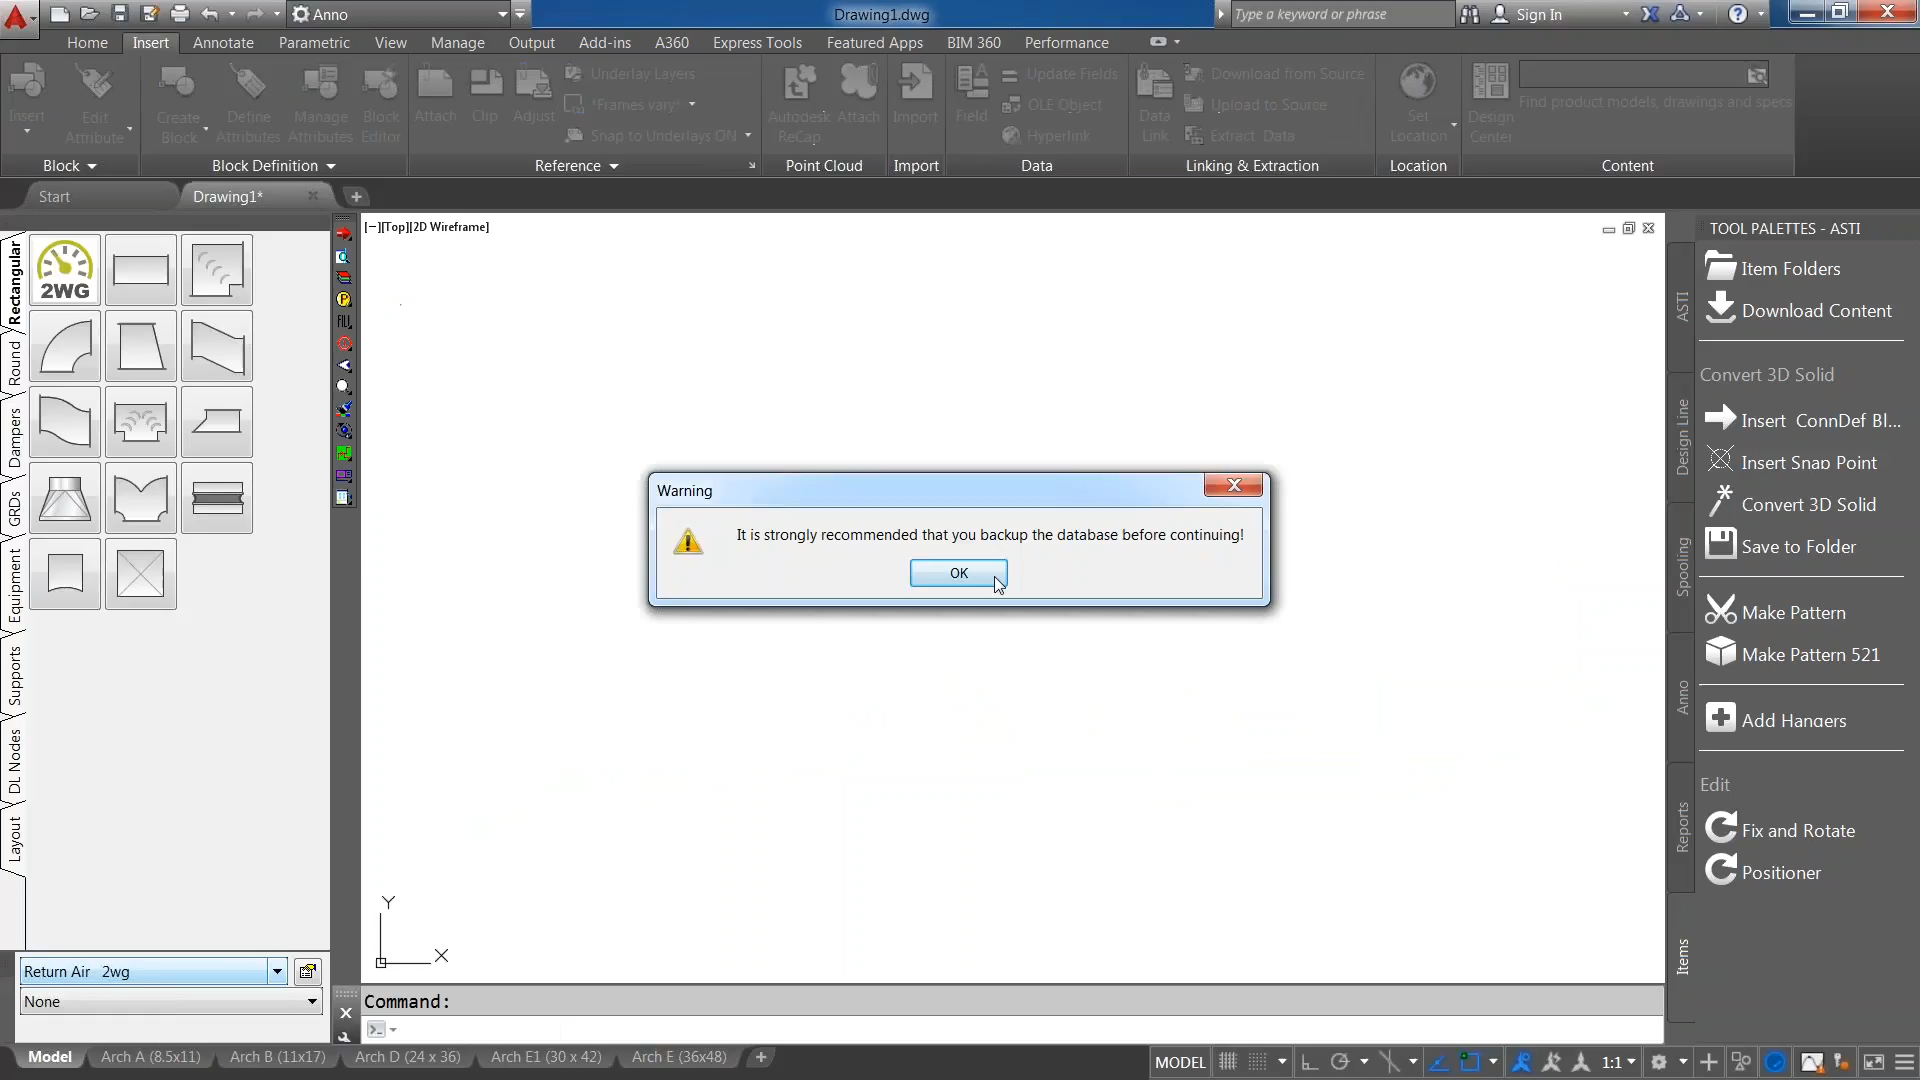 Anno
Drawing1.dwg
Type a keyword or phrase
Sign In
Home
Insert
Annotate
Parametric
View
Manage
Output
Add-ins
A360
Express Tools
Featured Apps
BIM 360
Performance
Insert
Edit
Attribute
Create
Block
Define
Attributes
Manage
Attributes
Block
Editor
Attach
Clip
Adjust
Underlay Layers
*Frames vary*
Snap to Underlays ON
Autodesk
ReCap
Attach
Import
Field
Update Fields
OLE Object
Hyperlink
Data
Link
Download from Source
Upload to Source
Extract Data
Set
Location
Design
Center
Find product models, drawings and specs
Block
Block Definition
Reference
Point Cloud
Import
Data
Linking & Extraction
Location
Content
Start
Drawing1*
Rectangular
Round
Dampers
GRDs
Equipment
Supports
DL Nodes
Layout
2WG
FILL
[−][Top][2D Wireframe]
Warning
It is strongly recommended that you backup the database before continuing!
OK
Y
X
TOOL PALETTES - ASTI
ASTI
Design Line
Spooling
Anno
Reports
Items
Item Folders
Download Content
Convert 3D Solid
Insert ConnDef Bl...
Insert Snap Point
Convert 3D Solid
Save to Folder
Make Pattern
Make Pattern 521
Add Hangers
Edit
Fix and Rotate
Positioner
Return Air 2wg
None
Command:
Model
Arch A (8.5x11)
Arch B (11x17)
Arch D (24 x 36)
Arch E1 (30 x 42)
Arch E (36x48)
MODEL
1:1